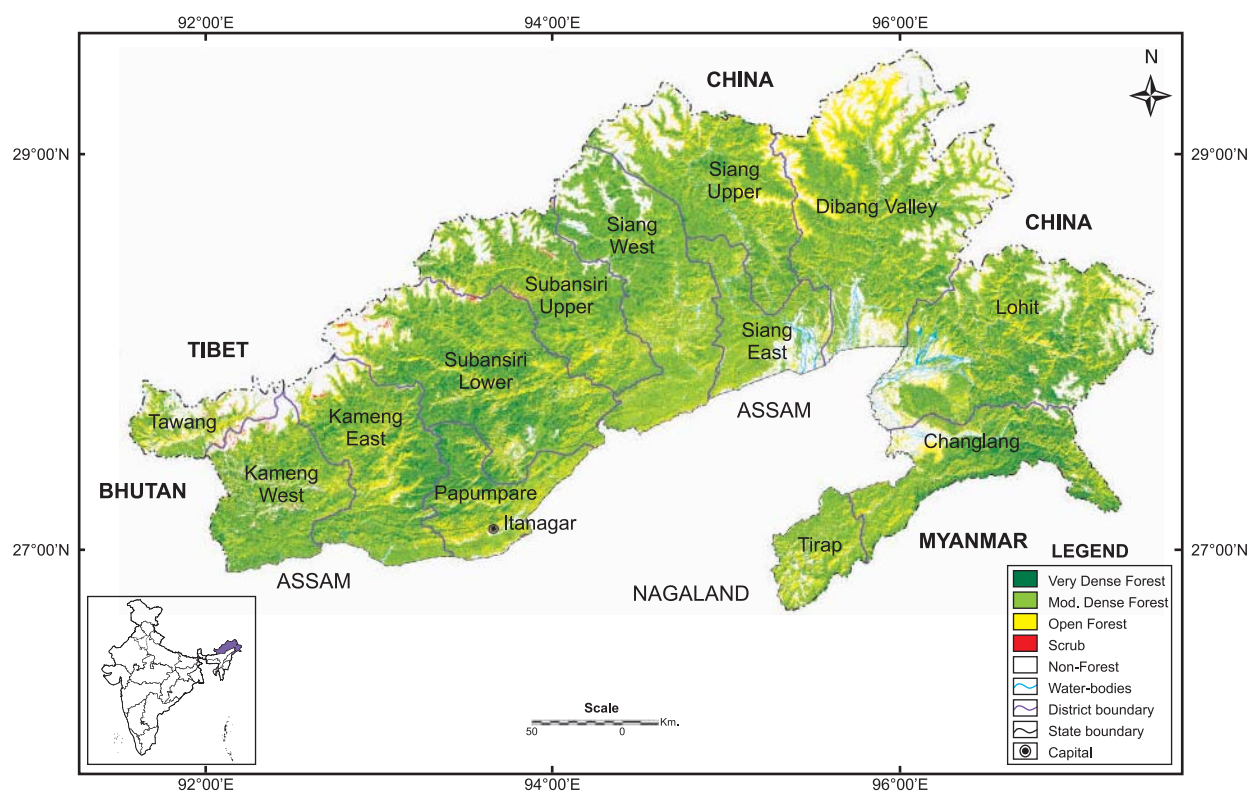 92°00'E 94°00'E 96°00'E
N
CHINA
29°00'N 29°00'N
Siang
Upper
Dibang Valley
CHINA
Siang
West
Subansiri
Upper
Lohit
Siang
East
TIBET
Subansiri
Lower
ASSAM
Tawang
Kameng
East
Changlang
Kameng
West
BHUTAN
Papumpare
Itanagar
Tirap
MYANMAR
27°00'N 27°00'N
ASSAM
NAGALAND
LEGEND
Very Dense Forest
Mod. Dense Forest
Open Forest
Scrub
Non-Forest
Water-bodies
District boundary
State boundary
Capital
Scale
Km.
50 0
92°00'E 94°00'E 96°00'E